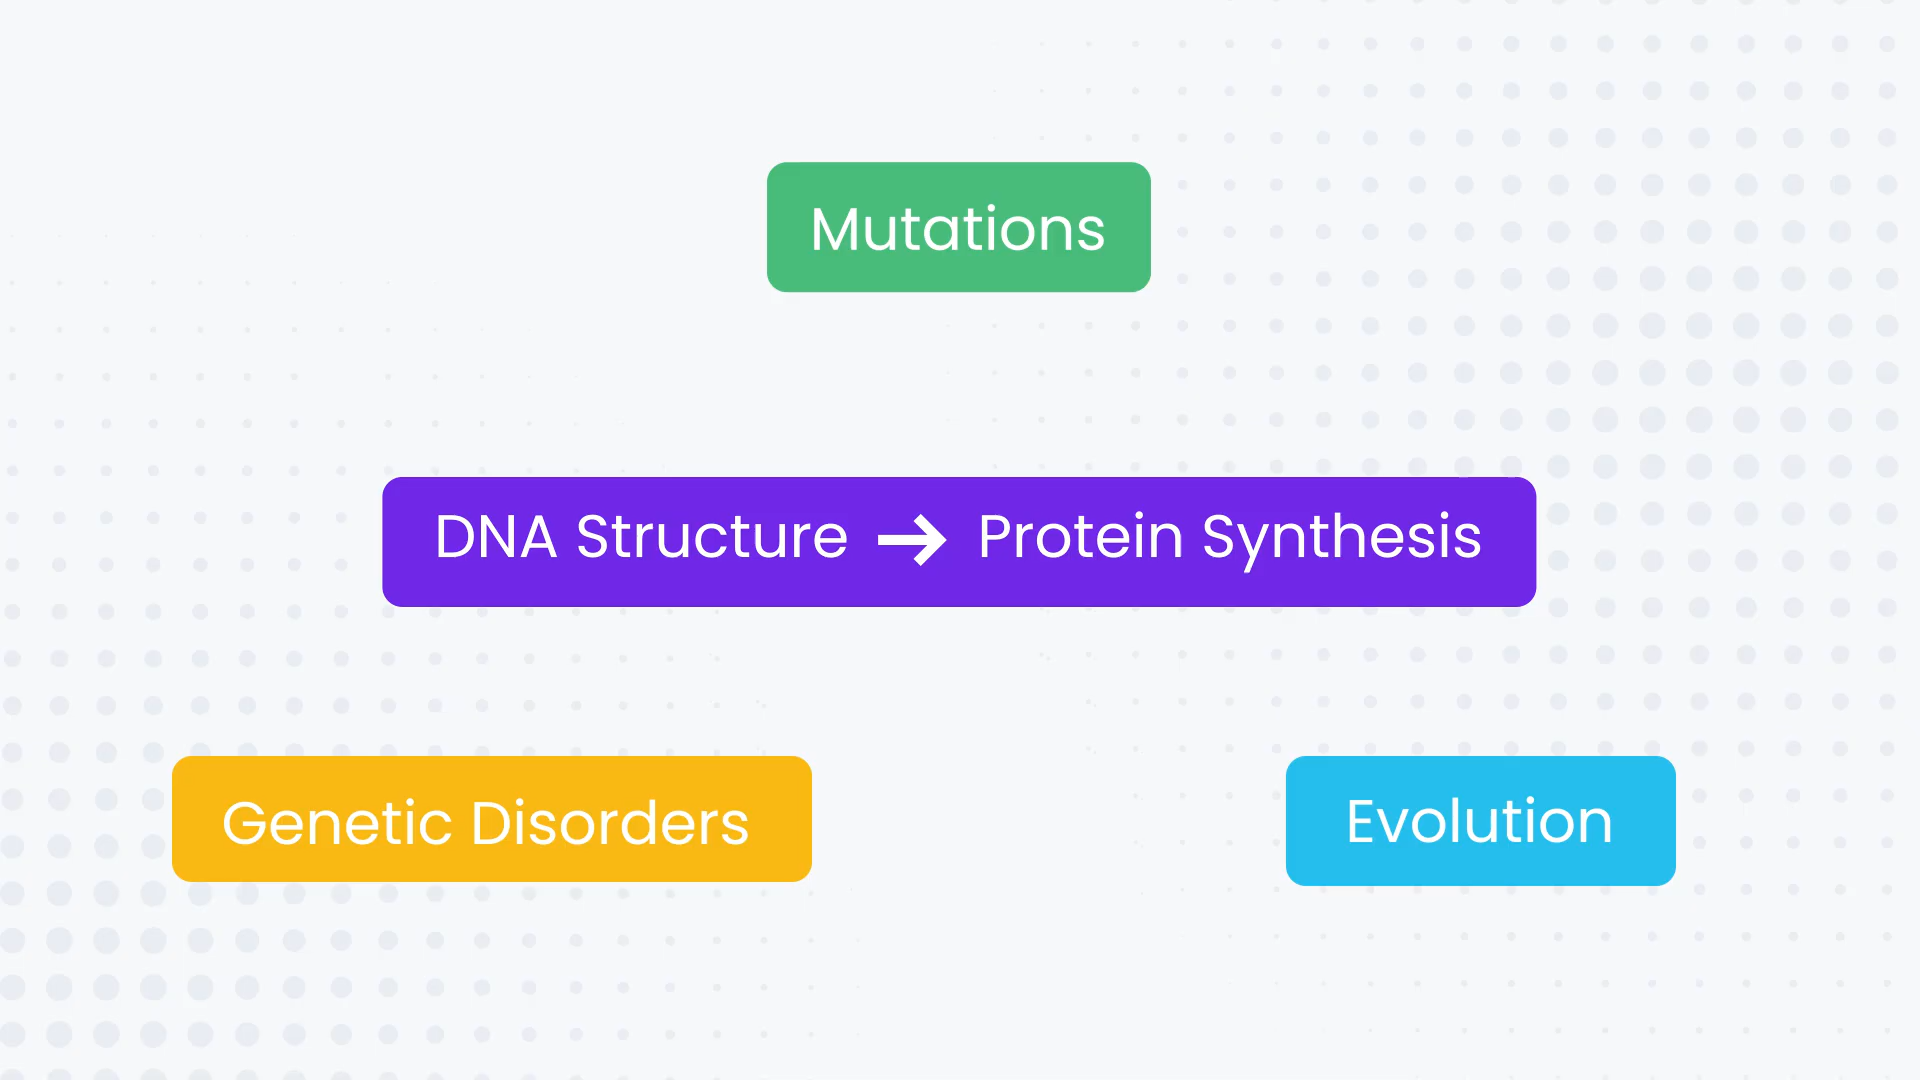 Mutations
DNA Structure → Protein Synthesis
Genetic Disorders
Evolution